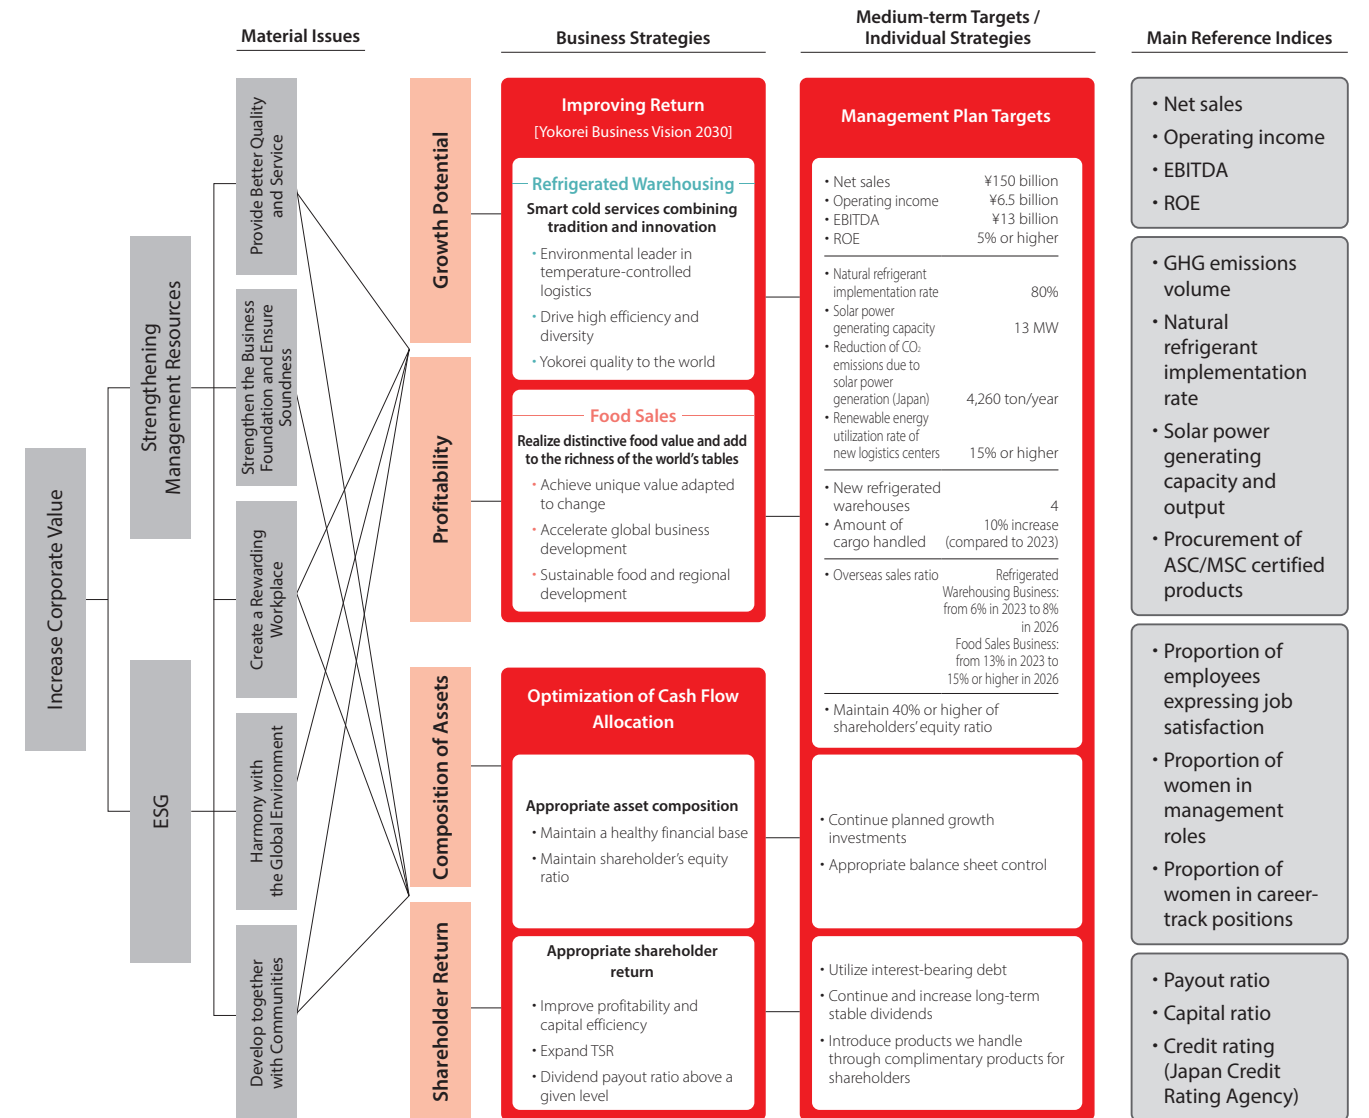 Material Issues
Business Strategies
Medium-term Targets /
Individual Strategies
Main Reference Indices
Increase Corporate Value
Strengthening
Management Resources
ESG
Provide Better Quality
and Service
Strengthen the Business
Foundation and Ensure
Soundness
Create a Rewarding
Workplace
Harmony with
the Global Environment
Develop together
with Communities
Growth Potential
Profitability
Composition of Assets
Shareholder Return
Improving Return
[Yokorei Business Vision 2030]
Refrigerated Warehousing
Smart cold services combining
tradition and innovation
• Environmental leader in
temperature-controlled
logistics
• Drive high efficiency and
diversity
• Yokorei quality to the world
Food Sales
Realize distinctive food value and add
to the richness of the world's tables
• Achieve unique value adapted
to change
• Accelerate global business
development
• Sustainable food and regional
development
Optimization of Cash Flow
Allocation
Appropriate asset composition
• Maintain a healthy financial base
• Maintain shareholder's equity
ratio
Appropriate shareholder
return
• Improve profitability and
capital efficiency
• Expand TSR
• Dividend payout ratio above a
given level
Management Plan Targets
• Net sales ¥150 billion
• Operating income ¥6.5 billion
• EBITDA ¥13 billion
• ROE 5% or higher
• Natural refrigerant
implementation rate 80%
• Solar power
generating capacity 13 MW
• Reduction of CO₂
emissions due to
solar power
generation (Japan) 4,260 ton/year
• Renewable energy
utilization rate of
new logistics centers 15% or higher
• New refrigerated
warehouses 4
• Amount of 10% increase
cargo handled (compared to 2023)
• Overseas sales ratio Refrigerated
Warehousing Business:
from 6% in 2023 to 8%
in 2026
Food Sales Business:
from 13% in 2023 to
15% or higher in 2026
• Maintain 40% or higher of
shareholders' equity ratio
• Continue planned growth
investments
• Appropriate balance sheet control
• Utilize interest-bearing debt
• Continue and increase long-term
stable dividends
• Introduce products we handle
through complimentary products for
shareholders
• Net sales
• Operating income
• EBITDA
• ROE
• GHG emissions
volume
• Natural
refrigerant
implementation
rate
• Solar power
generating
capacity and
output
• Procurement of
ASC/MSC certified
products
• Proportion of
employees
expressing job
satisfaction
• Proportion of
women in
management
roles
• Proportion of
women in career-
track positions
• Payout ratio
• Capital ratio
• Credit rating
(Japan Credit
Rating Agency)